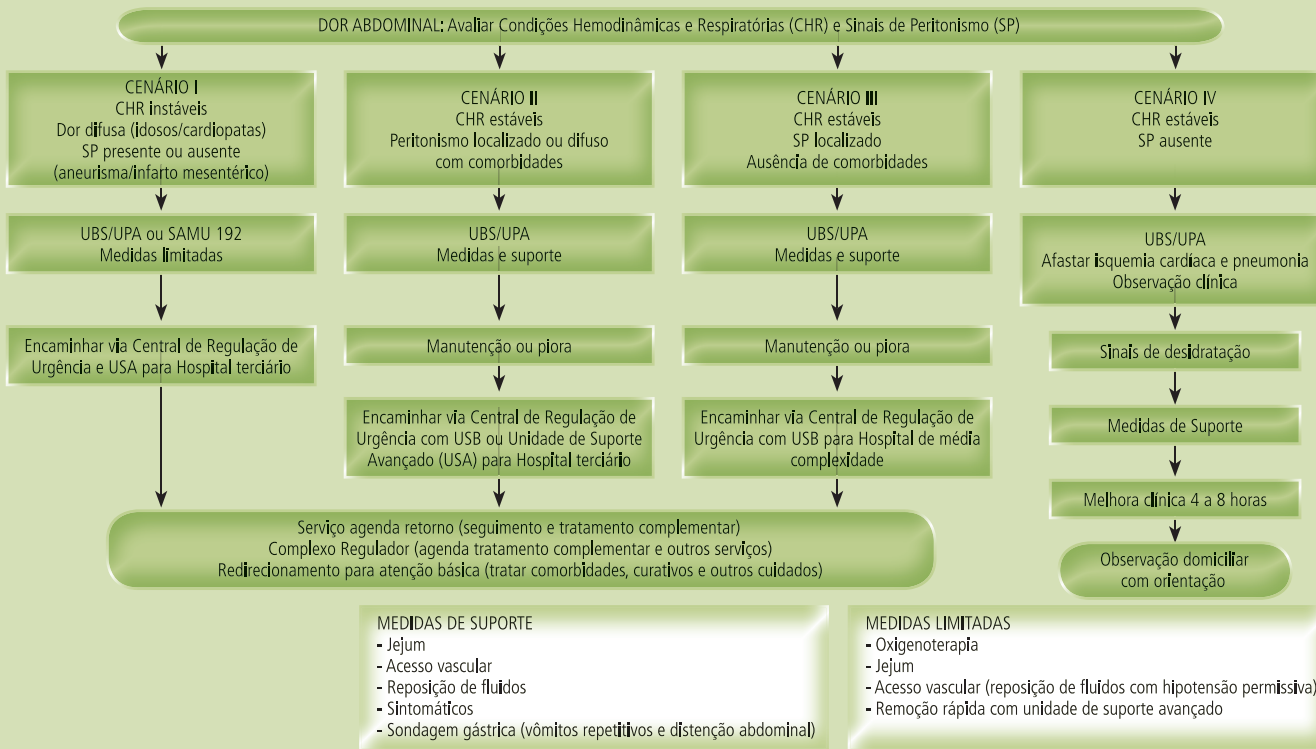 DOR ABDOMINAL: Avaliar Condições Hemodinâmicas e Respiratórias (CHR) e Sinais de Peritonismo (SP)
CENÁRIO I
CHR instáveis
Dor difusa (idosos/cardiopatas)
SP presente ou ausente
(aneurisma/infarto mesentérico)
UBS/UPA ou SAMU 192
Medidas limitadas
Encaminhar via Central de Regulação de
Urgência e USA para Hospital terciário
CENÁRIO II
CHR estáveis
Peritonismo localizado ou difuso
com comorbidades
UBS/UPA
Medidas e suporte
Manutenção ou piora
Encaminhar via Central de Regulação de
Urgência com USB ou Unidade de Suporte
Avançado (USA) para Hospital terciário
CENÁRIO III
CHR estáveis
SP localizado
Ausência de comorbidades
UBS/UPA
Medidas e suporte
Manutenção ou piora
Encaminhar via Central de Regulação de
Urgência com USB para Hospital de média
complexidade
CENÁRIO IV
CHR estáveis
SP ausente
UBS/UPA
Afastar isquemia cardíaca e pneumonia
Observação clínica
Sinais de desidratação
Medidas de Suporte
Melhora clínica 4 a 8 horas
Observação domiciliar
com orientação
Serviço agenda retorno (seguimento e tratamento complementar)
Complexo Regulador (agenda tratamento complementar e outros serviços)
Redirecionamento para atenção básica (tratar comorbidades, curativos e outros cuidados)
MEDIDAS DE SUPORTE
- Jejum
- Acesso vascular
- Reposição de fluidos
- Sintomáticos
- Sondagem gástrica (vômitos repetitivos e distenção abdominal)
MEDIDAS LIMITADAS
- Oxigenoterapia
- Jejum
- Acesso vascular (reposição de fluidos com hipotensão permissiva)
- Remoção rápida com unidade de suporte avançado